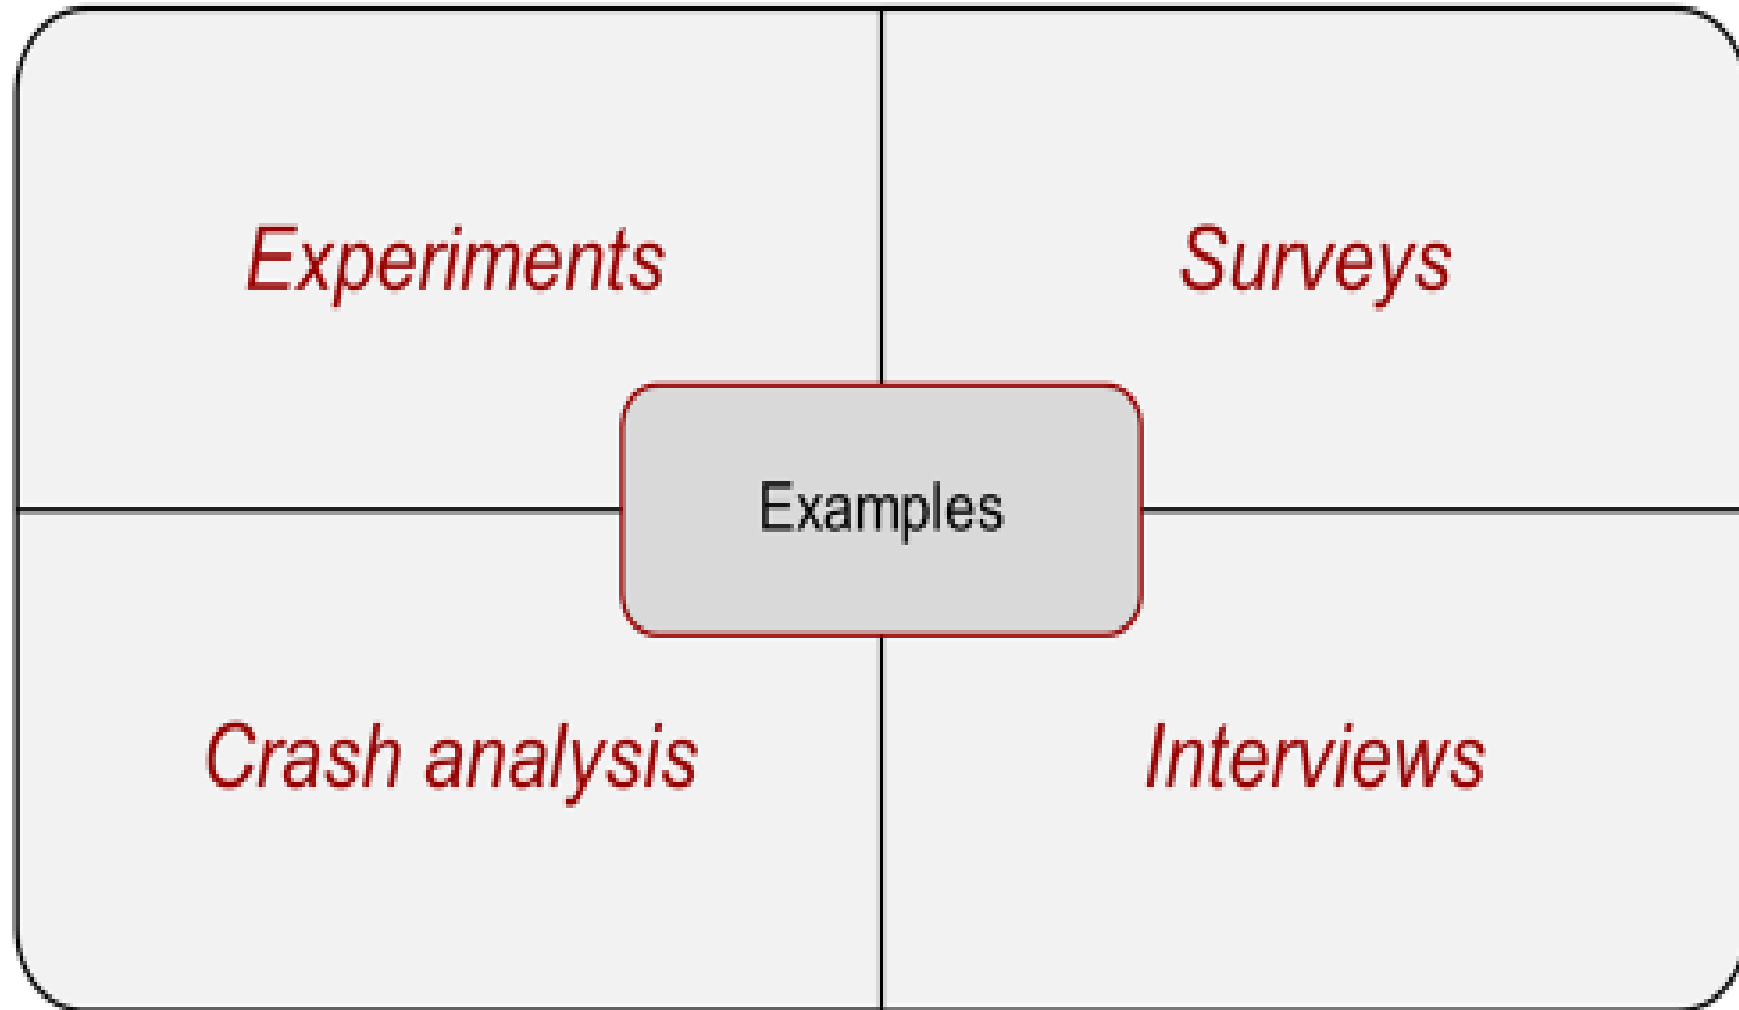 Experiments
Surveys
Examples
Crash analysis
Interviews